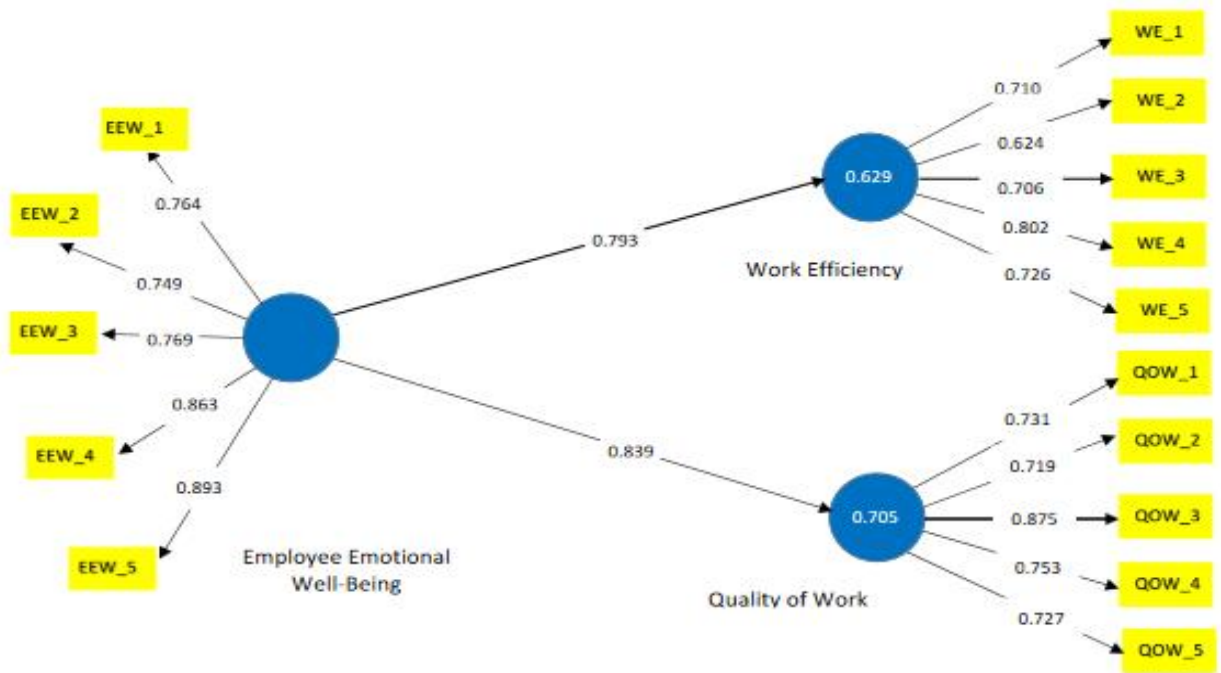 EEW_1
EEW_2
EEW_3
EEW_4
EEW_5
0.764
0.749
0.769
0.863
0.893
Employee Emotional
Well-Being
0.793
0.839
0.629
Work Efficiency
0.705
Quality of Work
0.710
0.624
0.706
0.802
0.726
WE_1
WE_2
WE_3
WE_4
WE_5
0.731
0.719
0.875
0.753
0.727
QOW_1
QOW_2
QOW_3
QOW_4
QOW_5